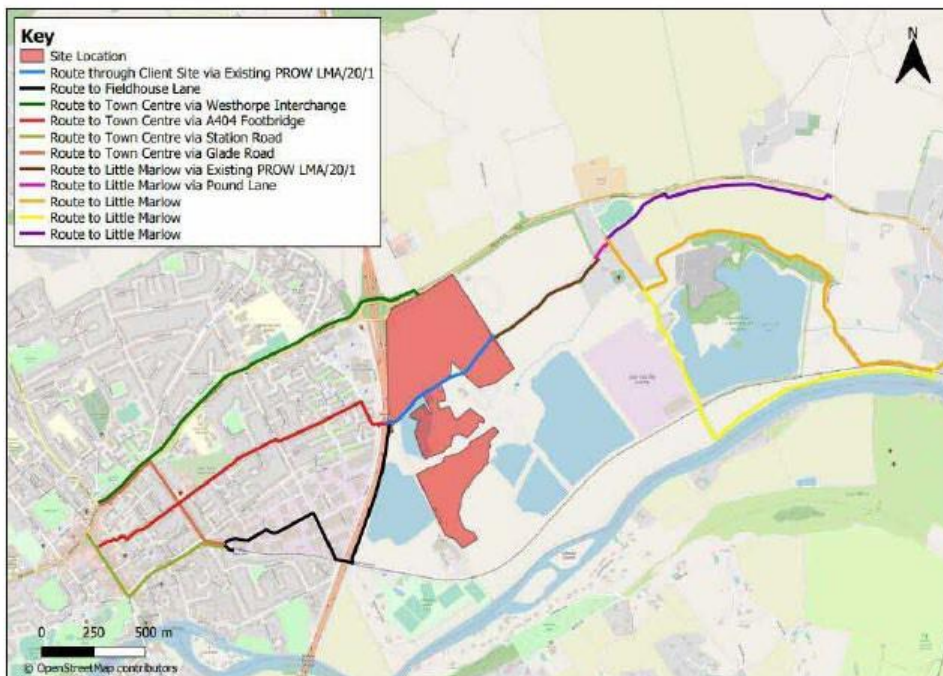 Key
Site Location
Route through Client Site via Existing PROW LMA/20/1
Route to Fieldhouse Lane
Route to Town Centre via Westhorpe Interchange
Route to Town Centre via A404 Footbridge
Route to Town Centre via Station Road
Route to Town Centre via Glade Road
Route to Little Marlow via Existing PROW LMA/20/1
Route to Little Marlow via Pound Lane
Route to Little Marlow
Route to Little Marlow
Route to Little Marlow
N
0 250 500 m
© OpenStreetMap contributors